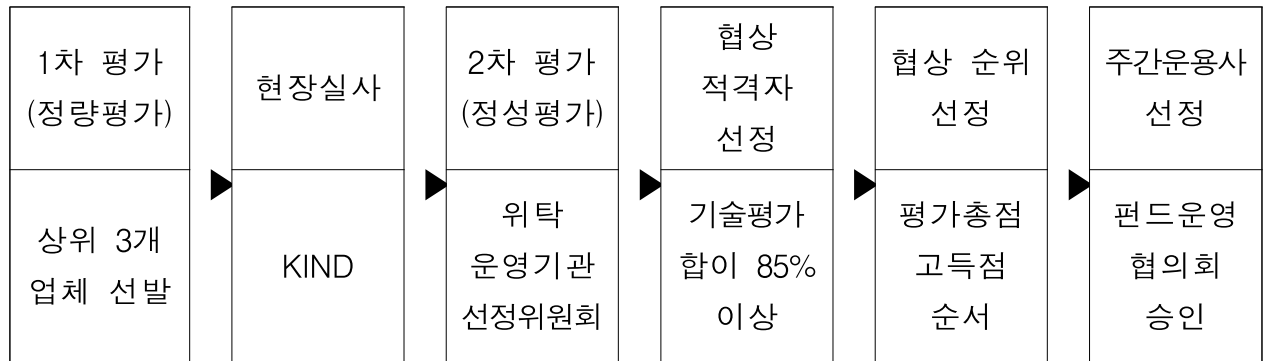 1차 평가
(정량평가)
상위 3개
업체 선발
현장실사
KIND
2차 평가
(정성평가)
위탁
운영기관
선정위원회
협상
적격자
선정
기술평가
합이 85%
이상
협상 순위
선정
평가총점
고득점
순서
주간운용사
선정
펀드운영
협의회
승인